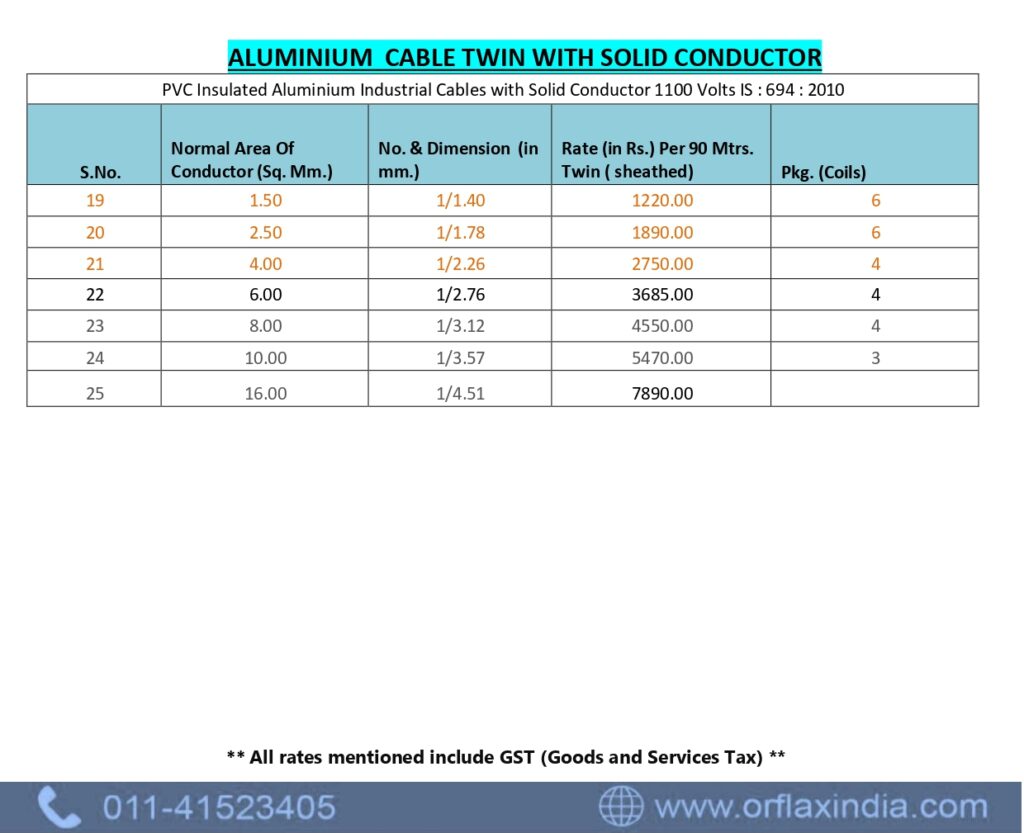 ALUMINIUM  CABLE TWIN WITH SOLID CONDUCTOR
PVC Insulated Aluminium Industrial Cables with Solid Conductor 1100 Volts IS : 694 : 2010
S.No. Normal Area Of Conductor (Sq. Mm.) No. & Dimension (in mm.) Rate (in Rs.) Per 90 Mtrs. Twin ( sheathed) Pkg. (Coils)
19 1.50 1/1.40 1220.00 6
20 2.50 1/1.78 1890.00 6
21 4.00 1/2.26 2750.00 4
22 6.00 1/2.76 3685.00 4
23 8.00 1/3.12 4550.00 4
24 10.00 1/3.57 5470.00 3
25 16.00 1/4.51 7890.00
** All rates mentioned include GST (Goods and Services Tax) **
011-41523405 www.orflaxindia.com